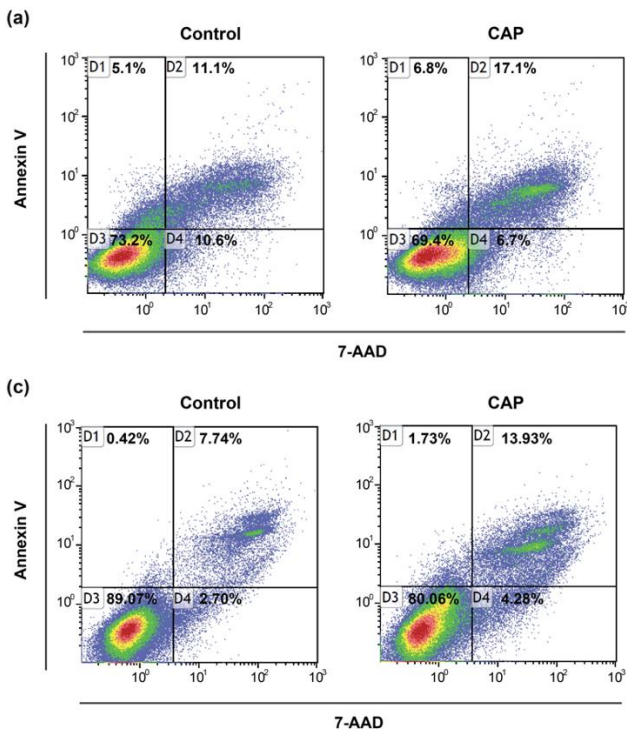 (a)
Control CAP
Annexin V
10³ 10² 10¹ 10⁰
D1 5.1% D2 11.1%
D3 73.2% D4 10.6%
10⁰ 10¹ 10² 10³
10³ 10² 10¹ 10⁰
D1 6.8% D2 17.1%
D3 69.4% D4 6.7%
10⁰ 10¹ 10² 10³
7-AAD
(c)
Control CAP
Annexin V
10³ 10² 10¹ 10⁰
D1 0.42% D2 7.74%
D3 89.07% D4 2.70%
10⁰ 10¹ 10² 10³
10³ 10² 10¹ 10⁰
D1 1.73% D2 13.93%
D3 80.06% D4 4.28%
10⁰ 10¹ 10² 10³
7-AAD